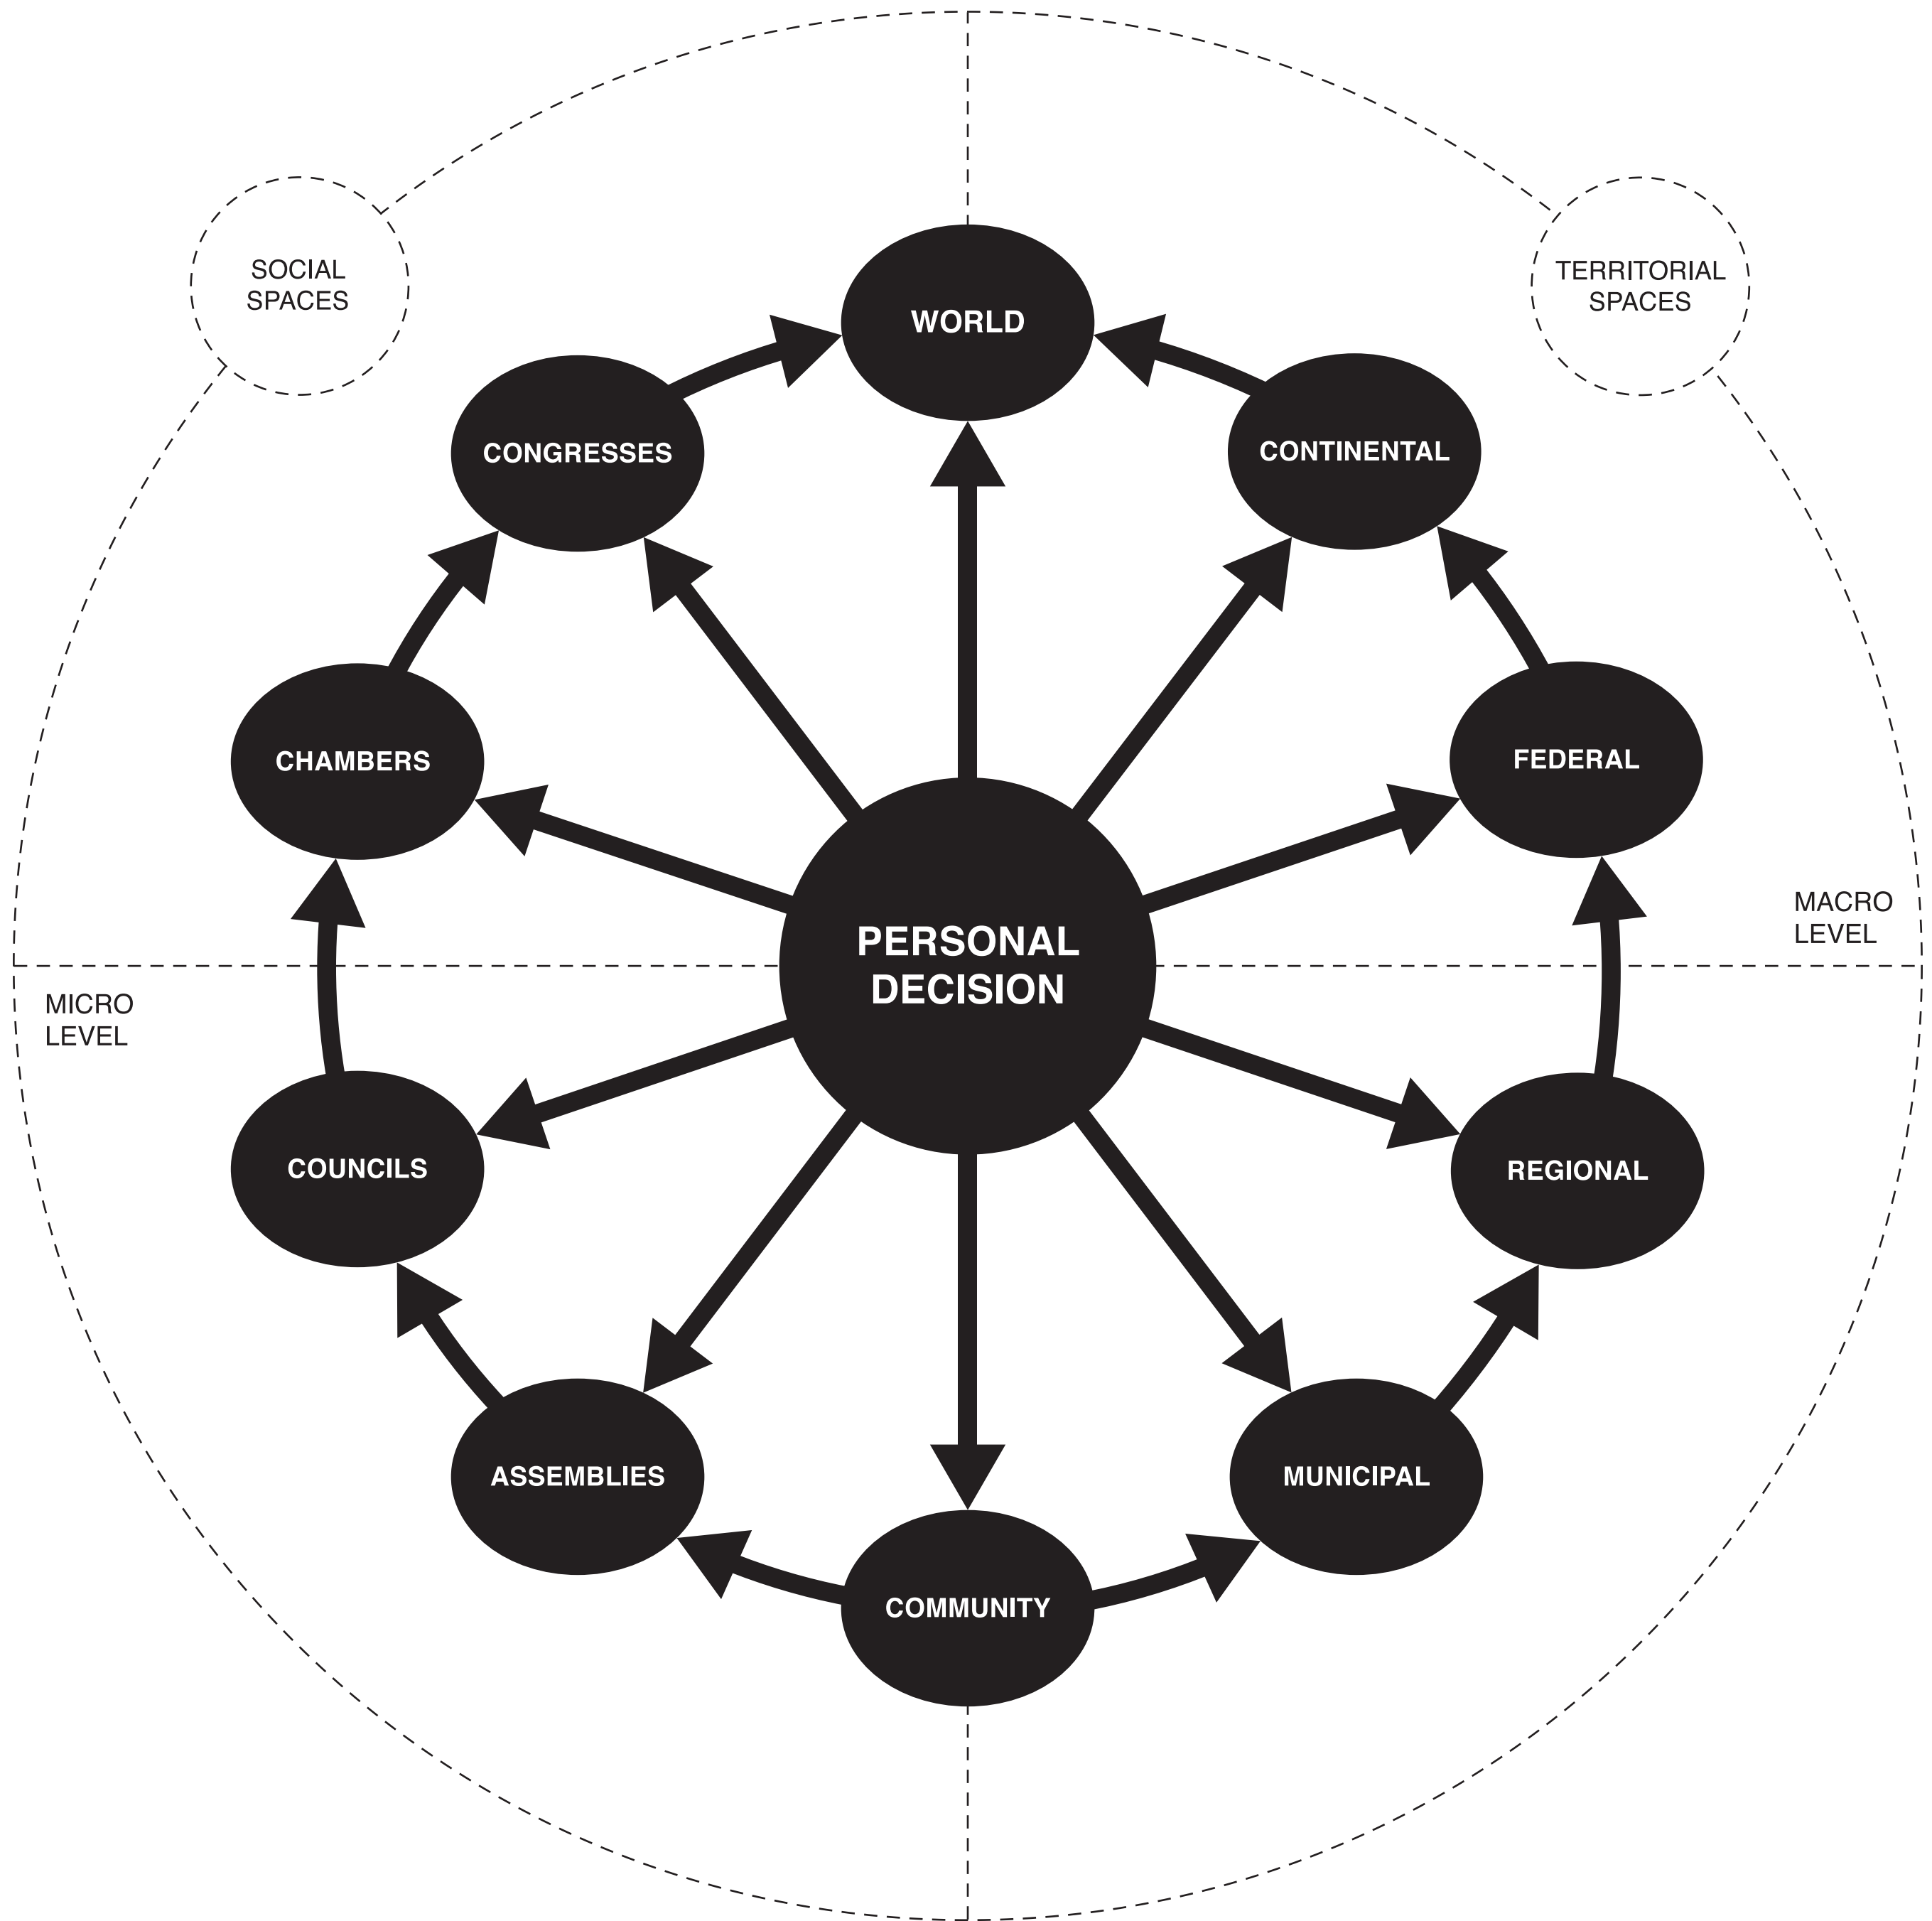 SOCIAL
SPACES
TERRITORIAL
SPACES
WORLD
CONGRESSES
CONTINENTAL
CHAMBERS
FEDERAL
MACRO
LEVEL
PERSONAL
DECISION
MICRO
LEVEL
COUNCILS
REGIONAL
ASSEMBLIES
MUNICIPAL
COMMUNITY